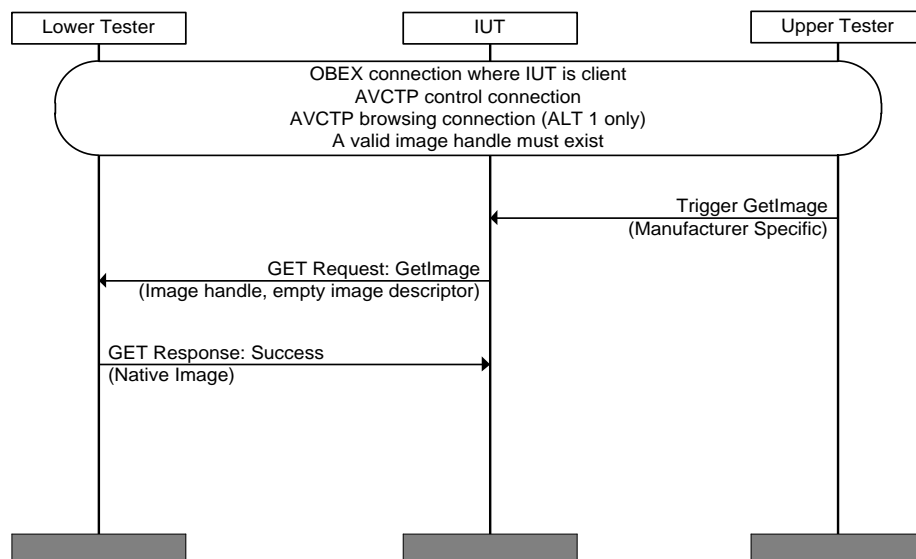 Lower Tester
IUT
Upper Tester
OBEX connection where IUT is client
AVCTP control connection
AVCTP browsing connection (ALT 1 only)
A valid image handle must exist
Trigger GetImage
(Manufacturer Specific)
GET Request: GetImage
(Image handle, empty image descriptor)
GET Response: Success
(Native Image)